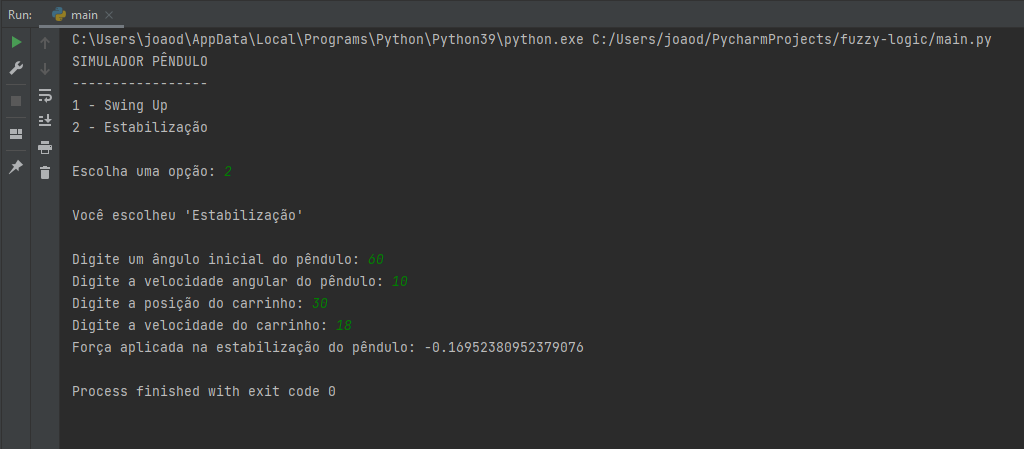 Run: main
C:\Users\joaod\AppData\Local\Programs\Python\Python39\python.exe C:/Users/joaod/PycharmProjects/fuzzy-logic/main.py
SIMULADOR PÊNDULO
-----------------
1 - Swing Up
2 - Estabilização
Escolha uma opção: 2
Você escolheu 'Estabilização'
Digite um ângulo inicial do pêndulo: 60
Digite a velocidade angular do pêndulo: 10
Digite a posição do carrinho: 30
Digite a velocidade do carrinho: 18
Força aplicada na estabilização do pêndulo: -0.16952380952379076
Process finished with exit code 0